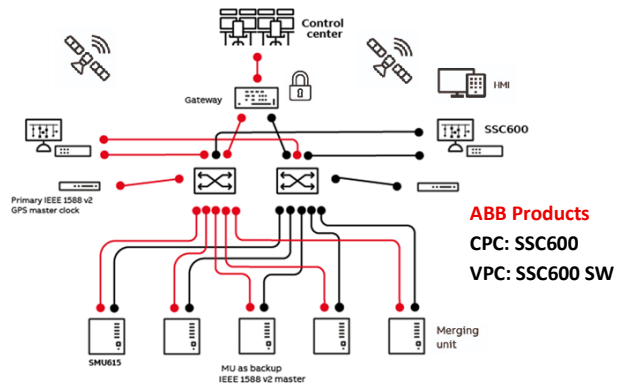 Control
center
Gateway
HMI
SSC600
Primary IEEE 1588 v2
GPS master clock
ABB Products
CPC: SSC600
VPC: SSC600 SW
SMU615
MU as backup
IEEE 1588 v2 master
Merging
unit